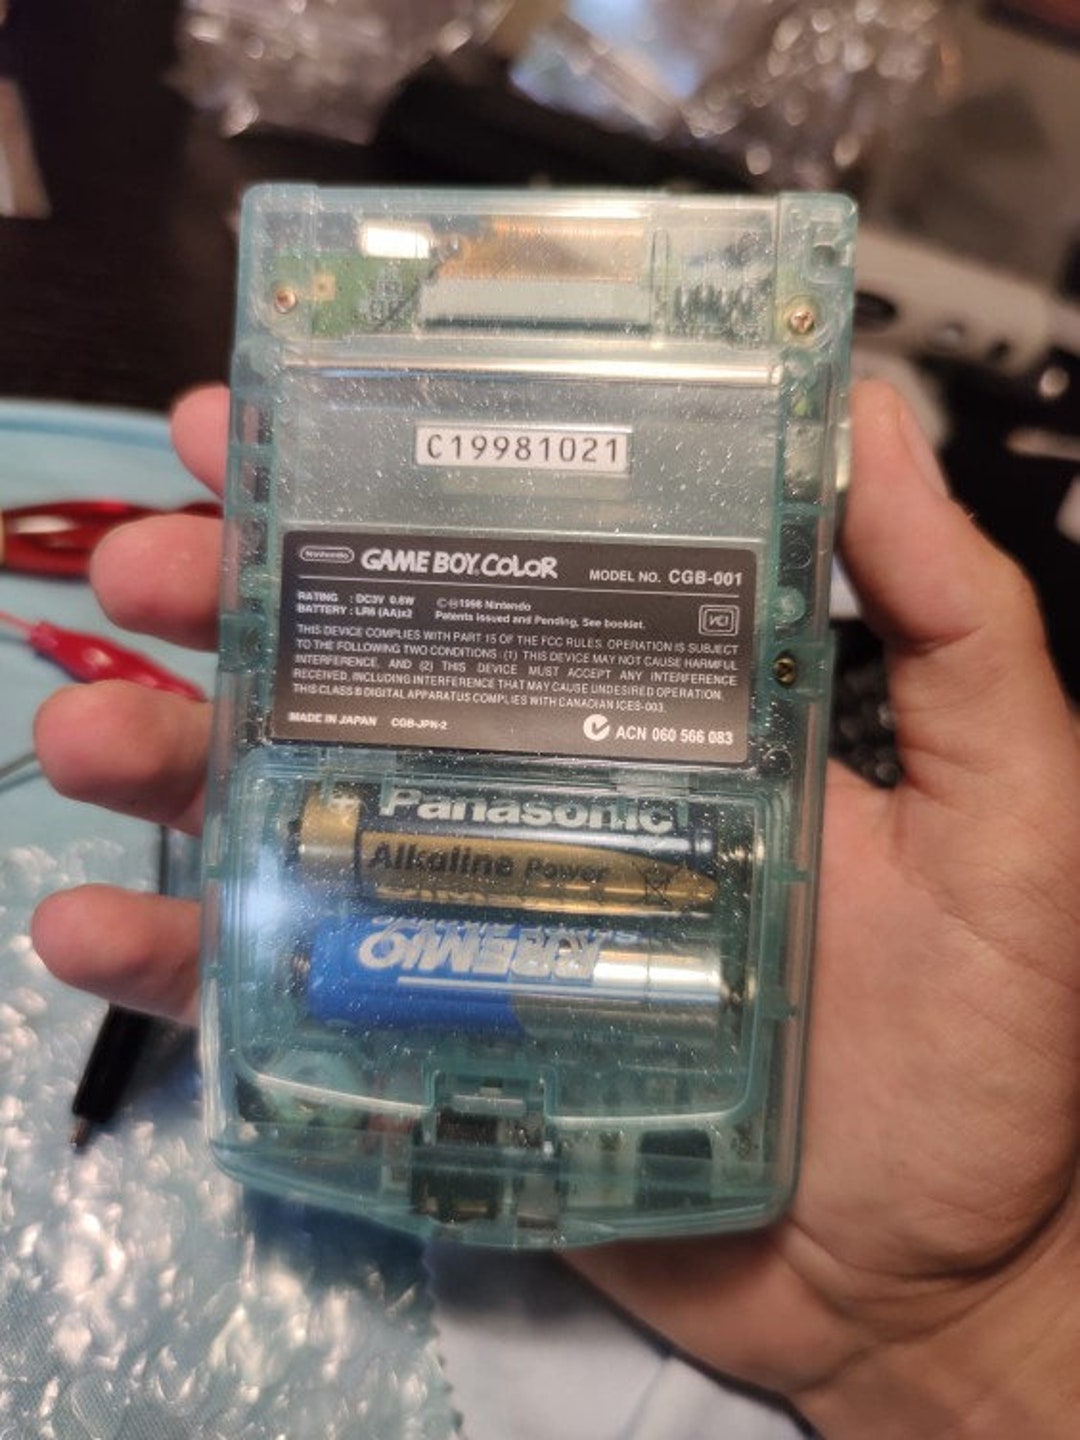 C19981021
Nintendo GAME BOY COLOR MODEL NO. CGB-001
RATING : DC3V 0.6W ©℗1998 Nintendo
BATTERY : LR6 (AA)x2 Patents Issued and Pending, See booklet.
VCI
THIS DEVICE COMPLIES WITH PART 15 OF THE FCC RULES. OPERATION IS SUBJECT
TO THE FOLLOWING TWO CONDITIONS : (1) THIS DEVICE MAY NOT CAUSE HARMFUL
INTERFERENCE, AND (2) THIS DEVICE MUST ACCEPT ANY INTERFERENCE
RECEIVED, INCLUDING INTERFERENCE THAT MAY CAUSE UNDESIRED OPERATION.
THIS CLASS B DIGITAL APPARATUS COMPLIES WITH CANADIAN ICES-003.
MADE IN JAPAN CGB-JPN-2 ACN 060 566 083
Panasonic
Alkaline Power